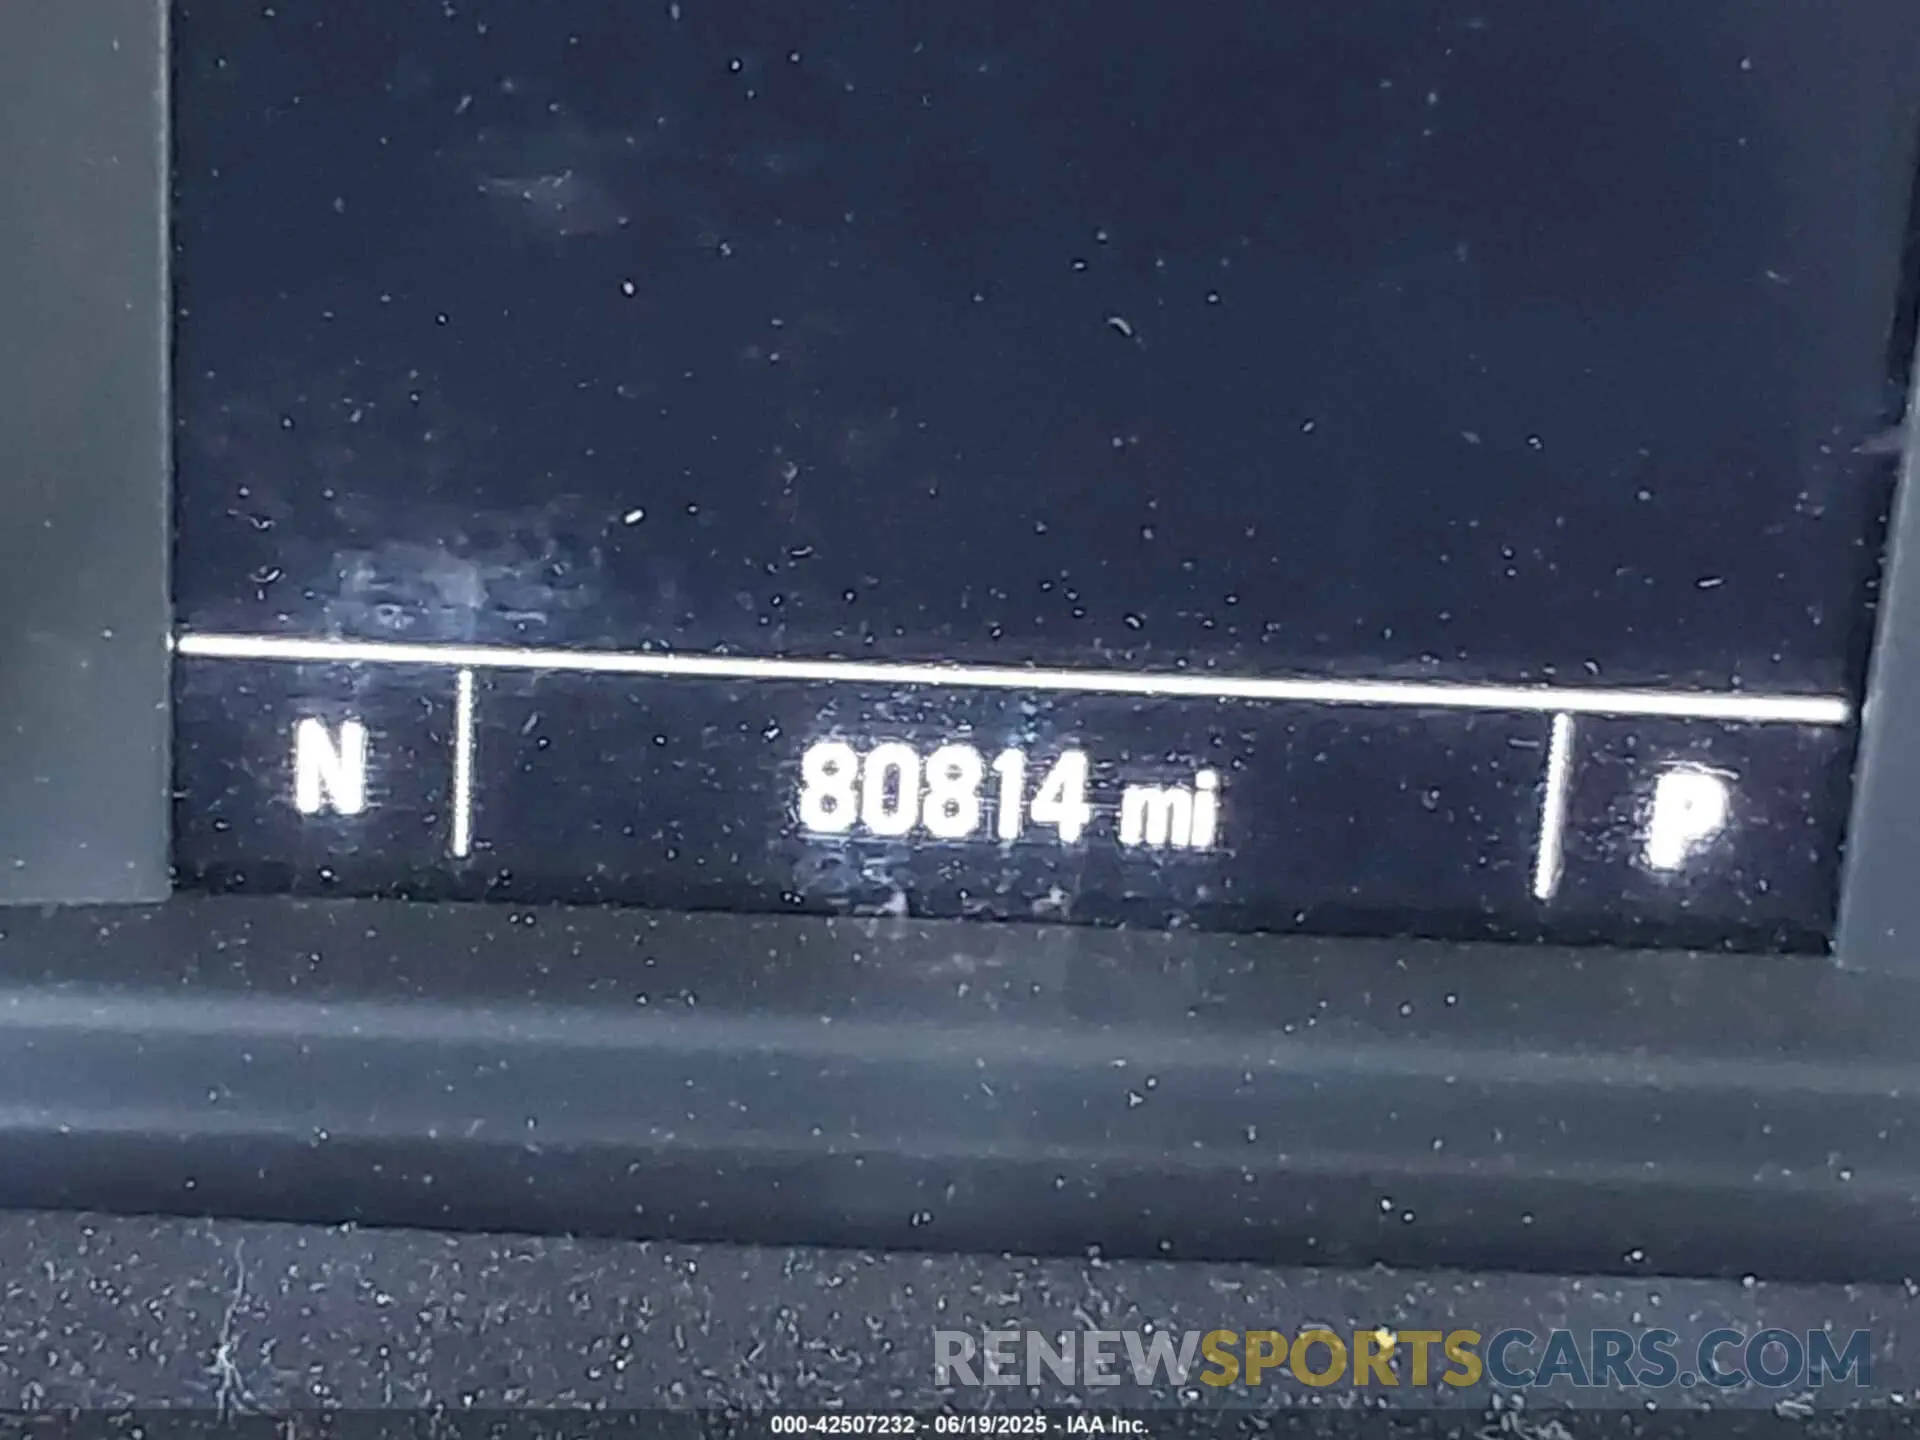 N 80814 mi P
RENEWSPORTSCARS.COM
000-42507232 - 06/19/2025 - IAA Inc.